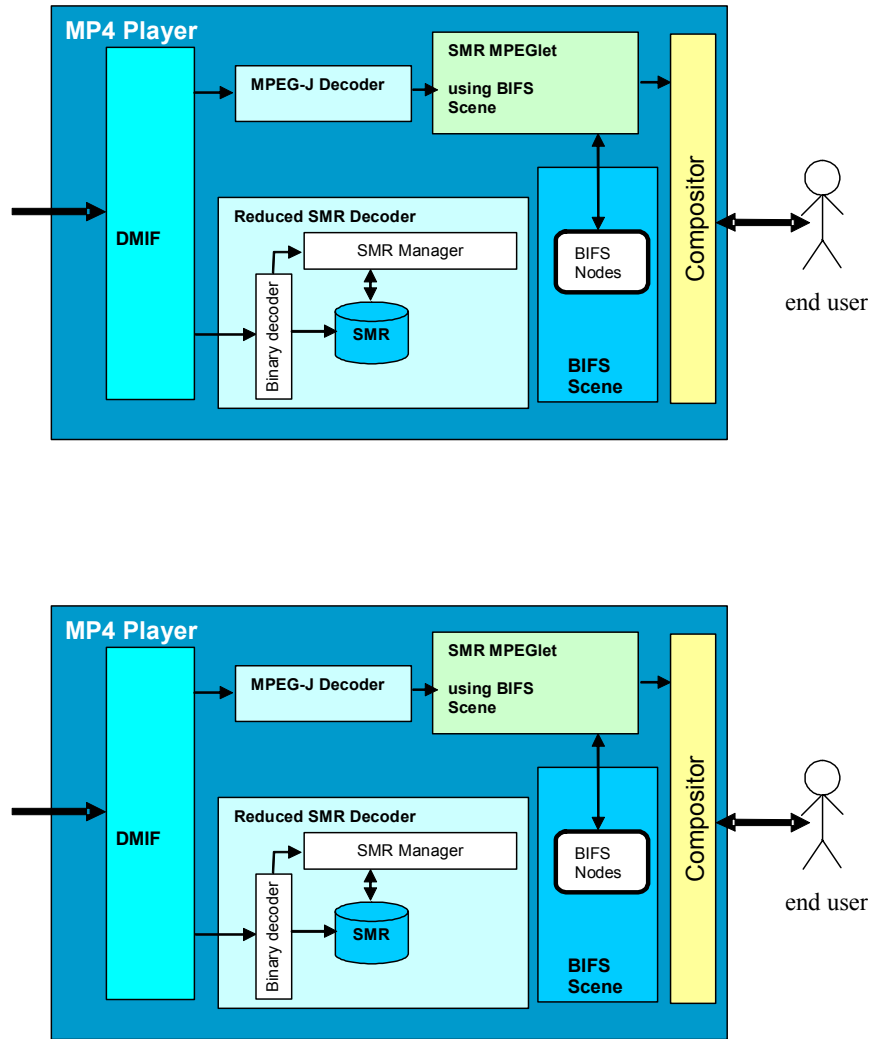 MP4 Player
MPEG-J Decoder
SMR MPEGlet
using BIFS
Scene
DMIF
Reduced SMR Decoder
SMR Manager
Binary decoder
SMR
BIFS
Nodes
BIFS
Scene
Compositor
end user
MP4 Player
MPEG-J Decoder
SMR MPEGlet
using BIFS
Scene
DMIF
Reduced SMR Decoder
SMR Manager
Binary decoder
SMR
BIFS
Nodes
BIFS
Scene
Compositor
end user